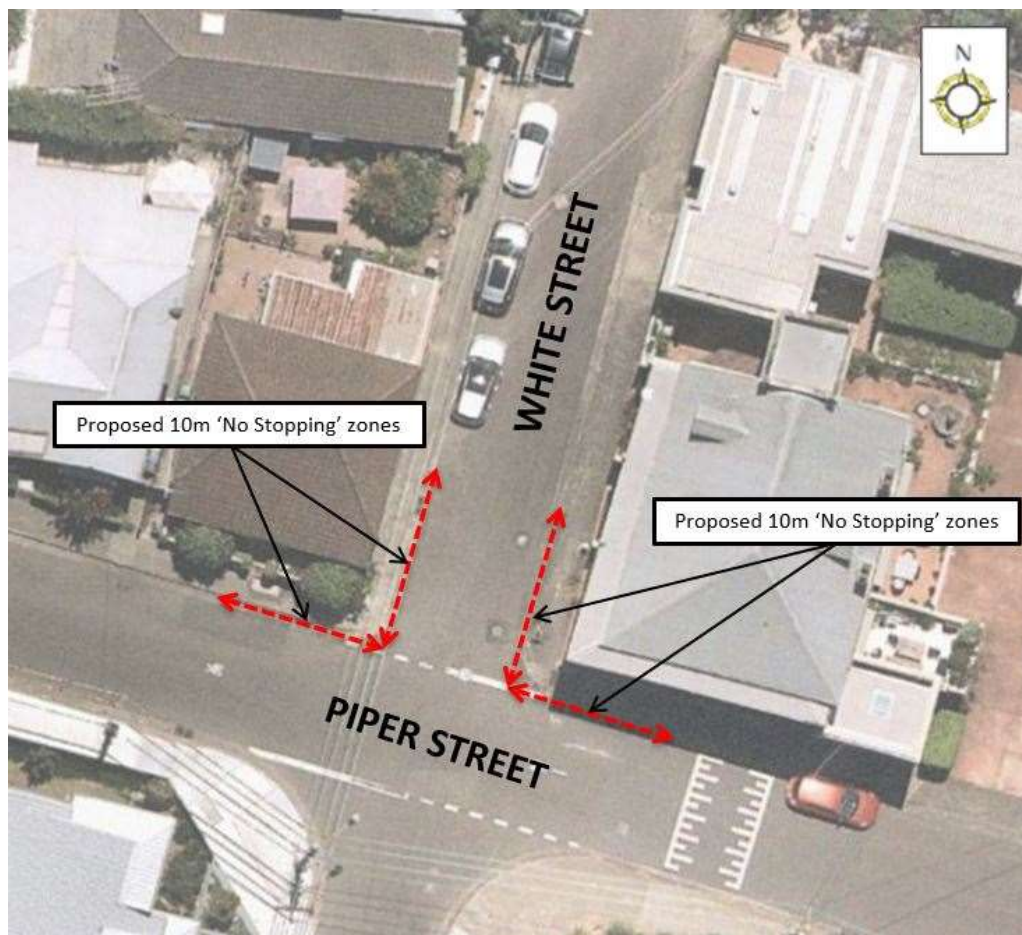 N
WHITE STREET
Proposed 10m ‘No Stopping’ zones
Proposed 10m ‘No Stopping’ zones
PIPER STREET